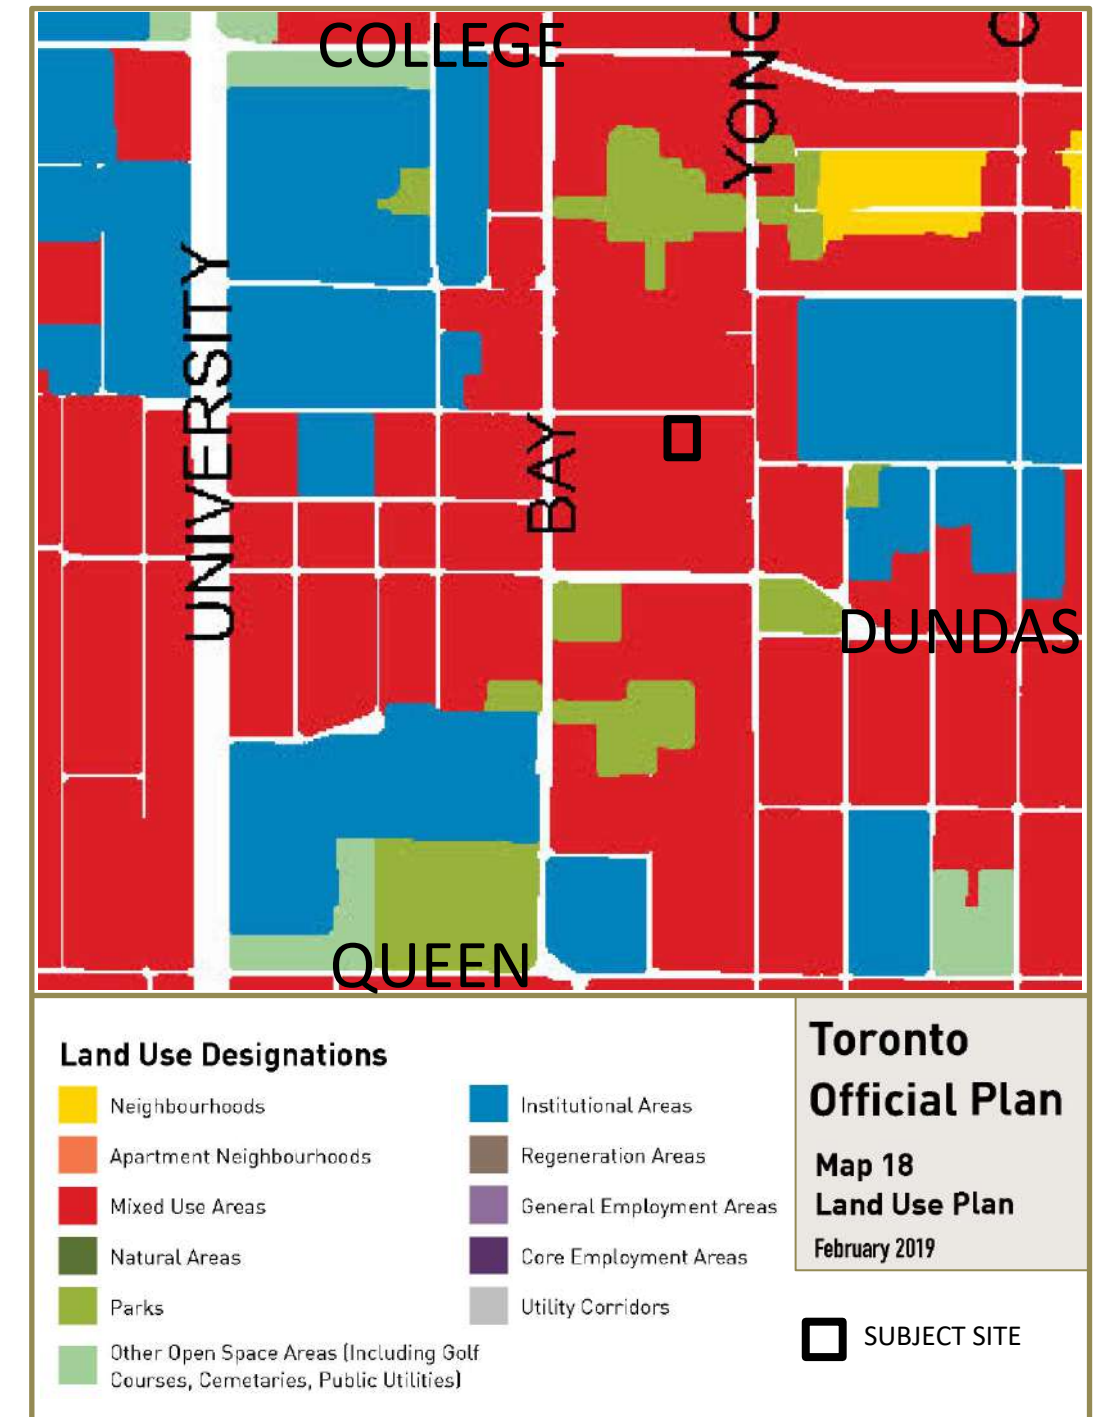 COLLEGE
YONG
UNIVERSITY
BAY
DUNDAS
QUEEN
Land Use Designations
Neighbourhoods
Apartment Neighbourhoods
Mixed Use Areas
Natural Areas
Parks
Other Open Space Areas (Including Golf
Courses, Cemetaries, Public Utilities)
Institutional Areas
Regeneration Areas
General Employment Areas
Core Employment Areas
Utility Corridors
Toronto
Official Plan
Map 18
Land Use Plan
February 2019
SUBJECT SITE